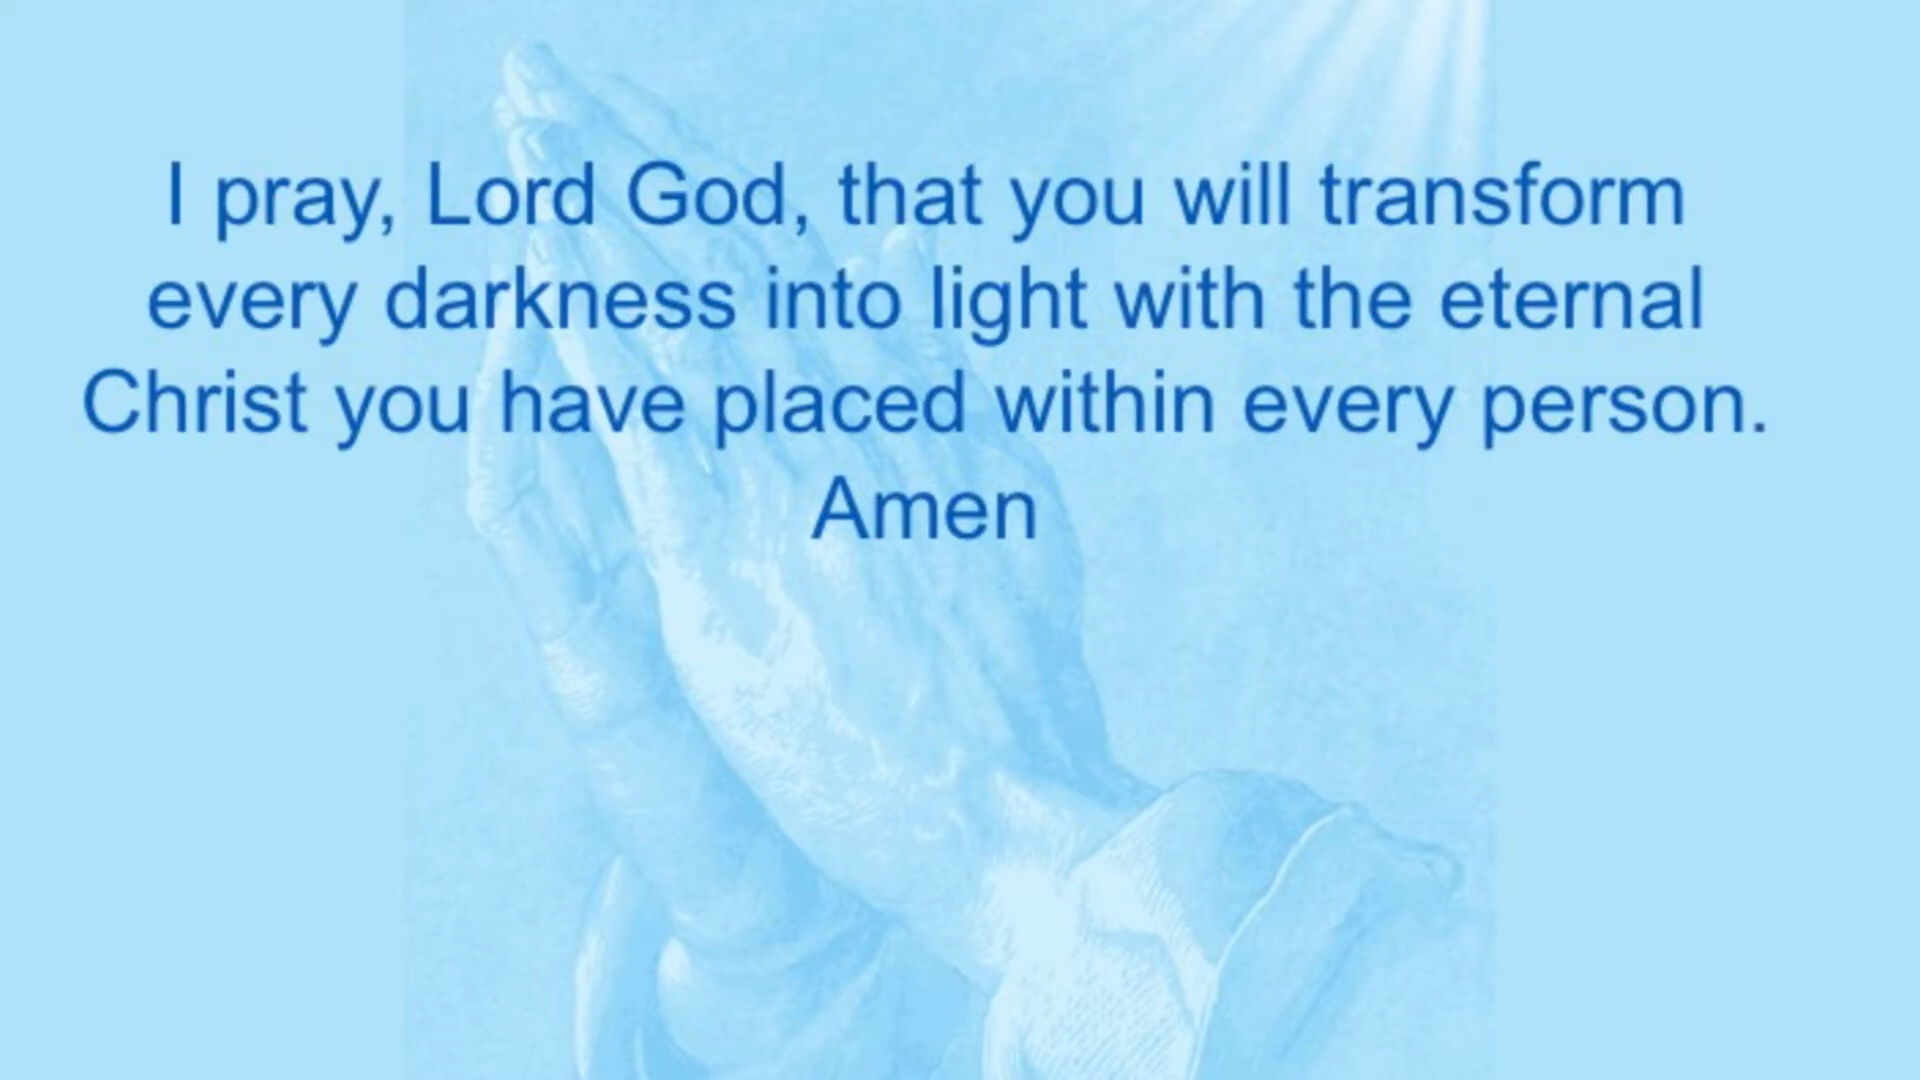 I pray, Lord God, that you will transform
every darkness into light with the eternal
Christ you have placed within every person.
Amen